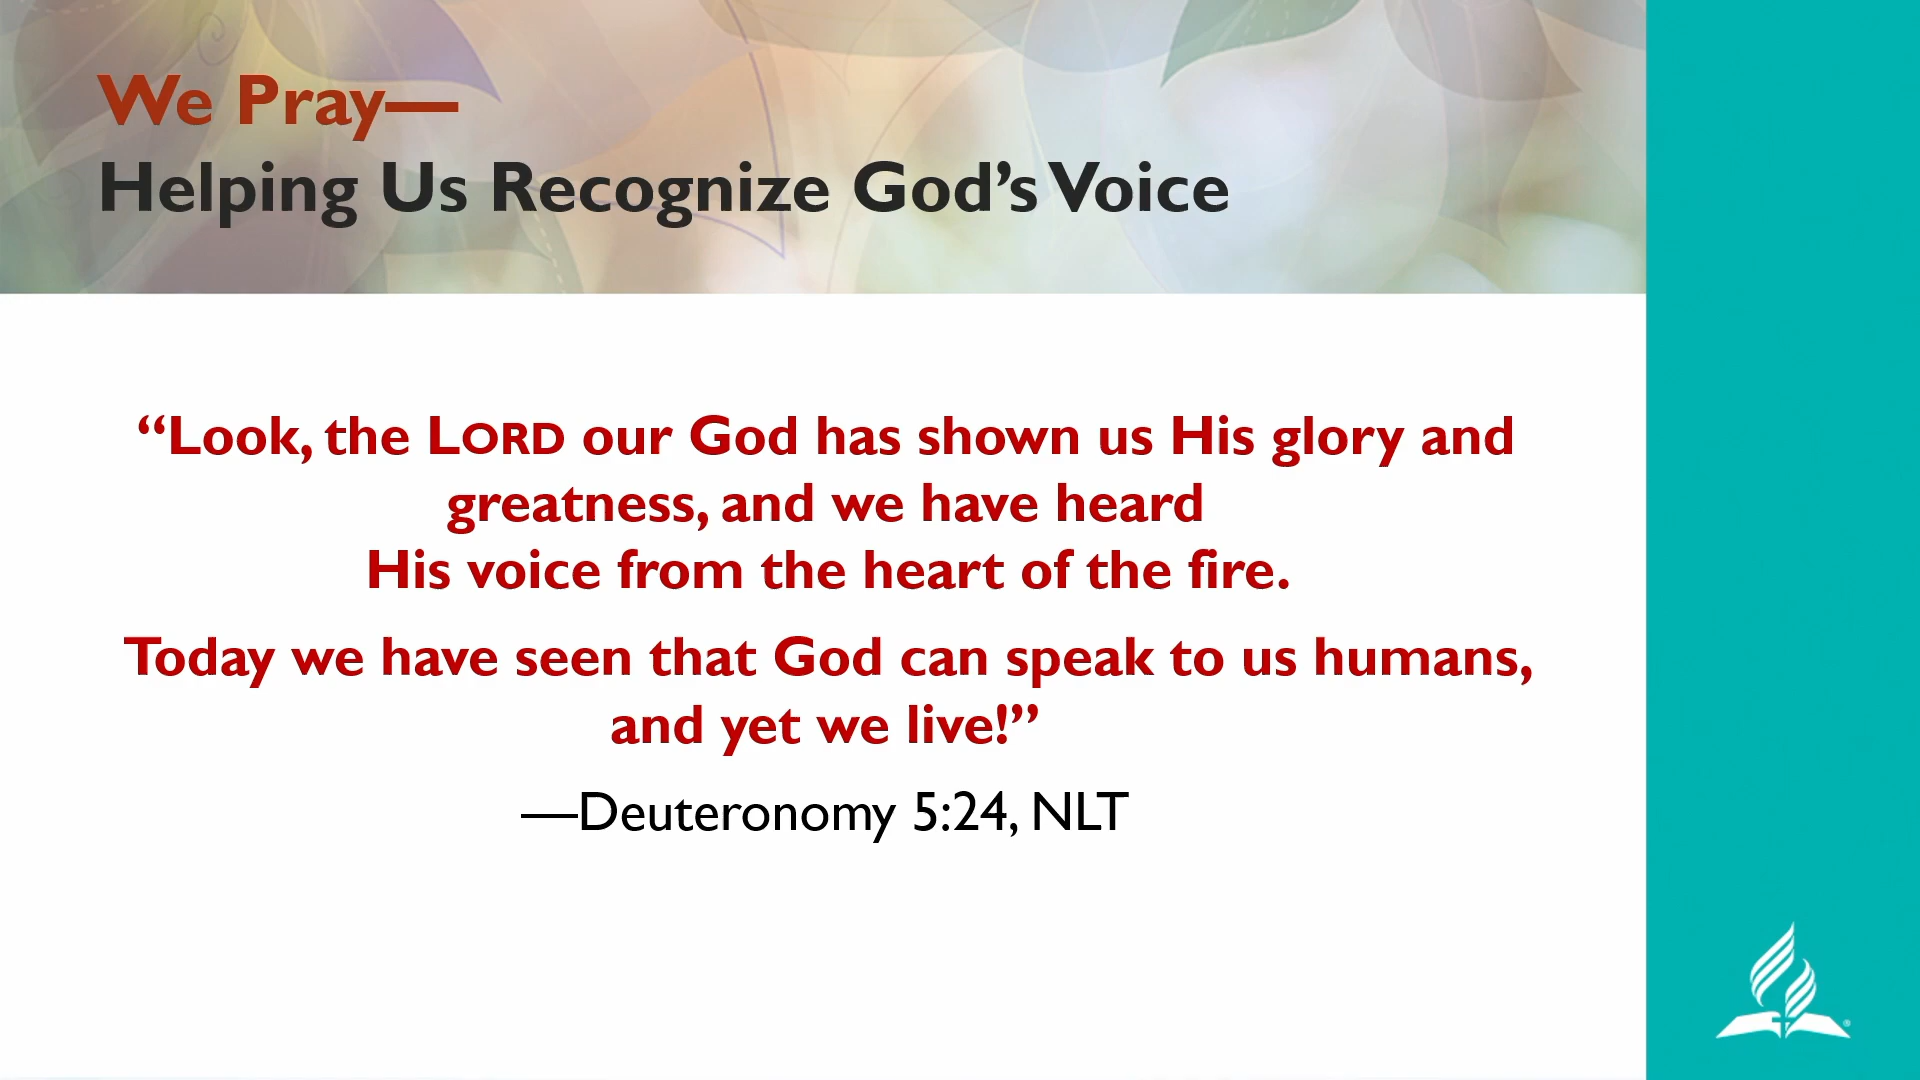 We Pray—
Helping Us Recognize God’s Voice
“Look, the LORD our God has shown us His glory and
greatness, and we have heard
His voice from the heart of the fire.
Today we have seen that God can speak to us humans,
and yet we live!”
—Deuteronomy 5:24, NLT
®